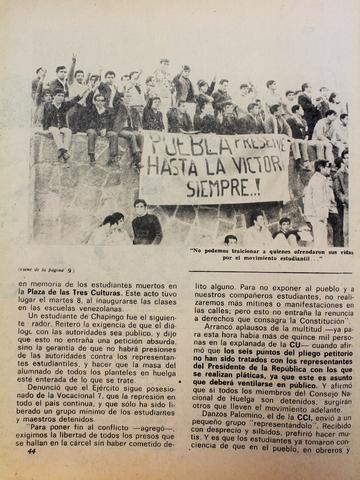 PUEBLA PRESENTE
HASTA LA VICTORIA
SIEMPRE..!
"No podemos traicionar a quienes ofrendaron sus vidas
por el movimiento estudiantil . . ."
(viene de la página 9)
en memoria de los estudiantes muertos en
la Plaza de las Tres Culturas. Este acto tuvo
lugar el martes 8, al inaugurarse las clases
en las escuelas venezolanas.
Un estudiante de Chapingo fue el siguien-
te rador. Reiteró la exigencia de que el diá-
logc con las autoridades sea público, y dijo
que esto no entraña una petición absurda,
sino la garantía de que no habrá presiones
de las autoridades contra los representan-
tes estudiantiles, y hacer que la masa del
alumnado de todos los planteles en huelga
esté enterada de lo que se trate.
Denunció que el Ejército sigue posesio-
nado de la Vocacional 7, que la represión en
todo el país continúa, y que sólo ha sido li-
berado un grupo mínimo de los estudiantes
y maestros detenidos.
"Para poner fin al conflicto —agregó—,
exigimos la libertad de todos los presos que
se hallan en la cárcel sin haber cometido de-
44
lito alguno. Para no exponer al pueblo y a
nuestros compañeros estudiantes, no reali-
zaremos más mítines o manifestaciones en
las calles; pero esto no entraña la renuncia
a derechos que consagra la Constitución".
Arrancó aplausos de la multitud —ya pa-
ra esta hora había más de quince mil perso-
nas en la explanada de la CU— cuando afir-
mó que los seis puntos del pliego petitorio
no han sido tratados con los representantes
del Presidente de la República con los que
se realizan pláticas, ya que este es asunto
que deberá ventilarse en público. Y afirmó
que si todos los miembros del Consejo Na-
cional de Huelga son detenidos, surgirán
otros que lleven el movimiento adelante.
Danzós Palomino, el de la CCI, envió a un
pequeño grupo "representándolo". Recibido
con desprecio y silbidos, prefirió hacer mu-
tis. Y es que los estudiantes ya tomaron con-
ciencia de que en el pueblo, en obreros y